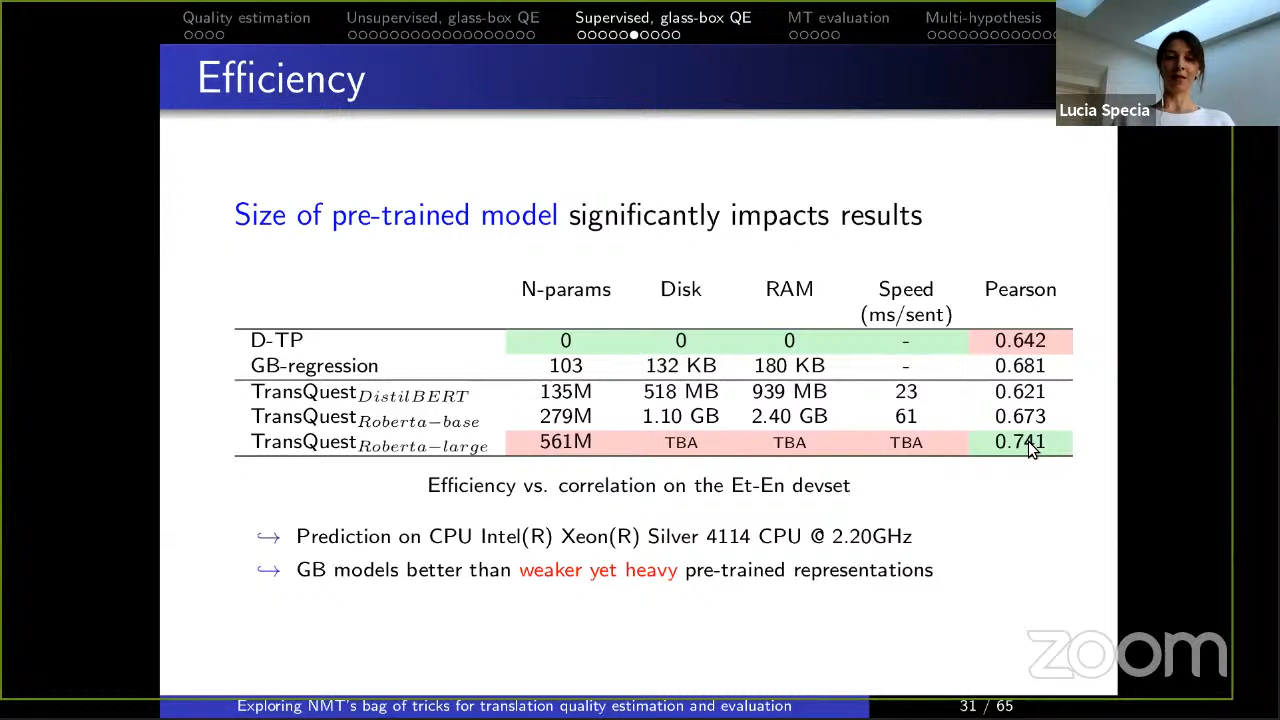 Quality estimation Unsupervised, glass-box QE Supervised, glass-box QE MT evaluation Multi-hypothesis
Efficiency
Lucia Specia
Size of pre-trained model significantly impacts results
N-params Disk RAM Speed (ms/sent) Pearson
D-TP 0 0 0 - 0.642
GB-regression 103 132 KB 180 KB - 0.681
TransQuest DistilBERT 135M 518 MB 939 MB 23 0.621
TransQuest Roberta−base 279M 1.10 GB 2.40 GB 61 0.673
TransQuest Roberta−large 561M TBA TBA TBA 0.741
Efficiency vs. correlation on the Et-En devset
↪ Prediction on CPU Intel(R) Xeon(R) Silver 4114 CPU @ 2.20GHz
↪ GB models better than weaker yet heavy pre-trained representations
zoom
Exploring NMT's bag of tricks for translation quality estimation and evaluation 31 / 65